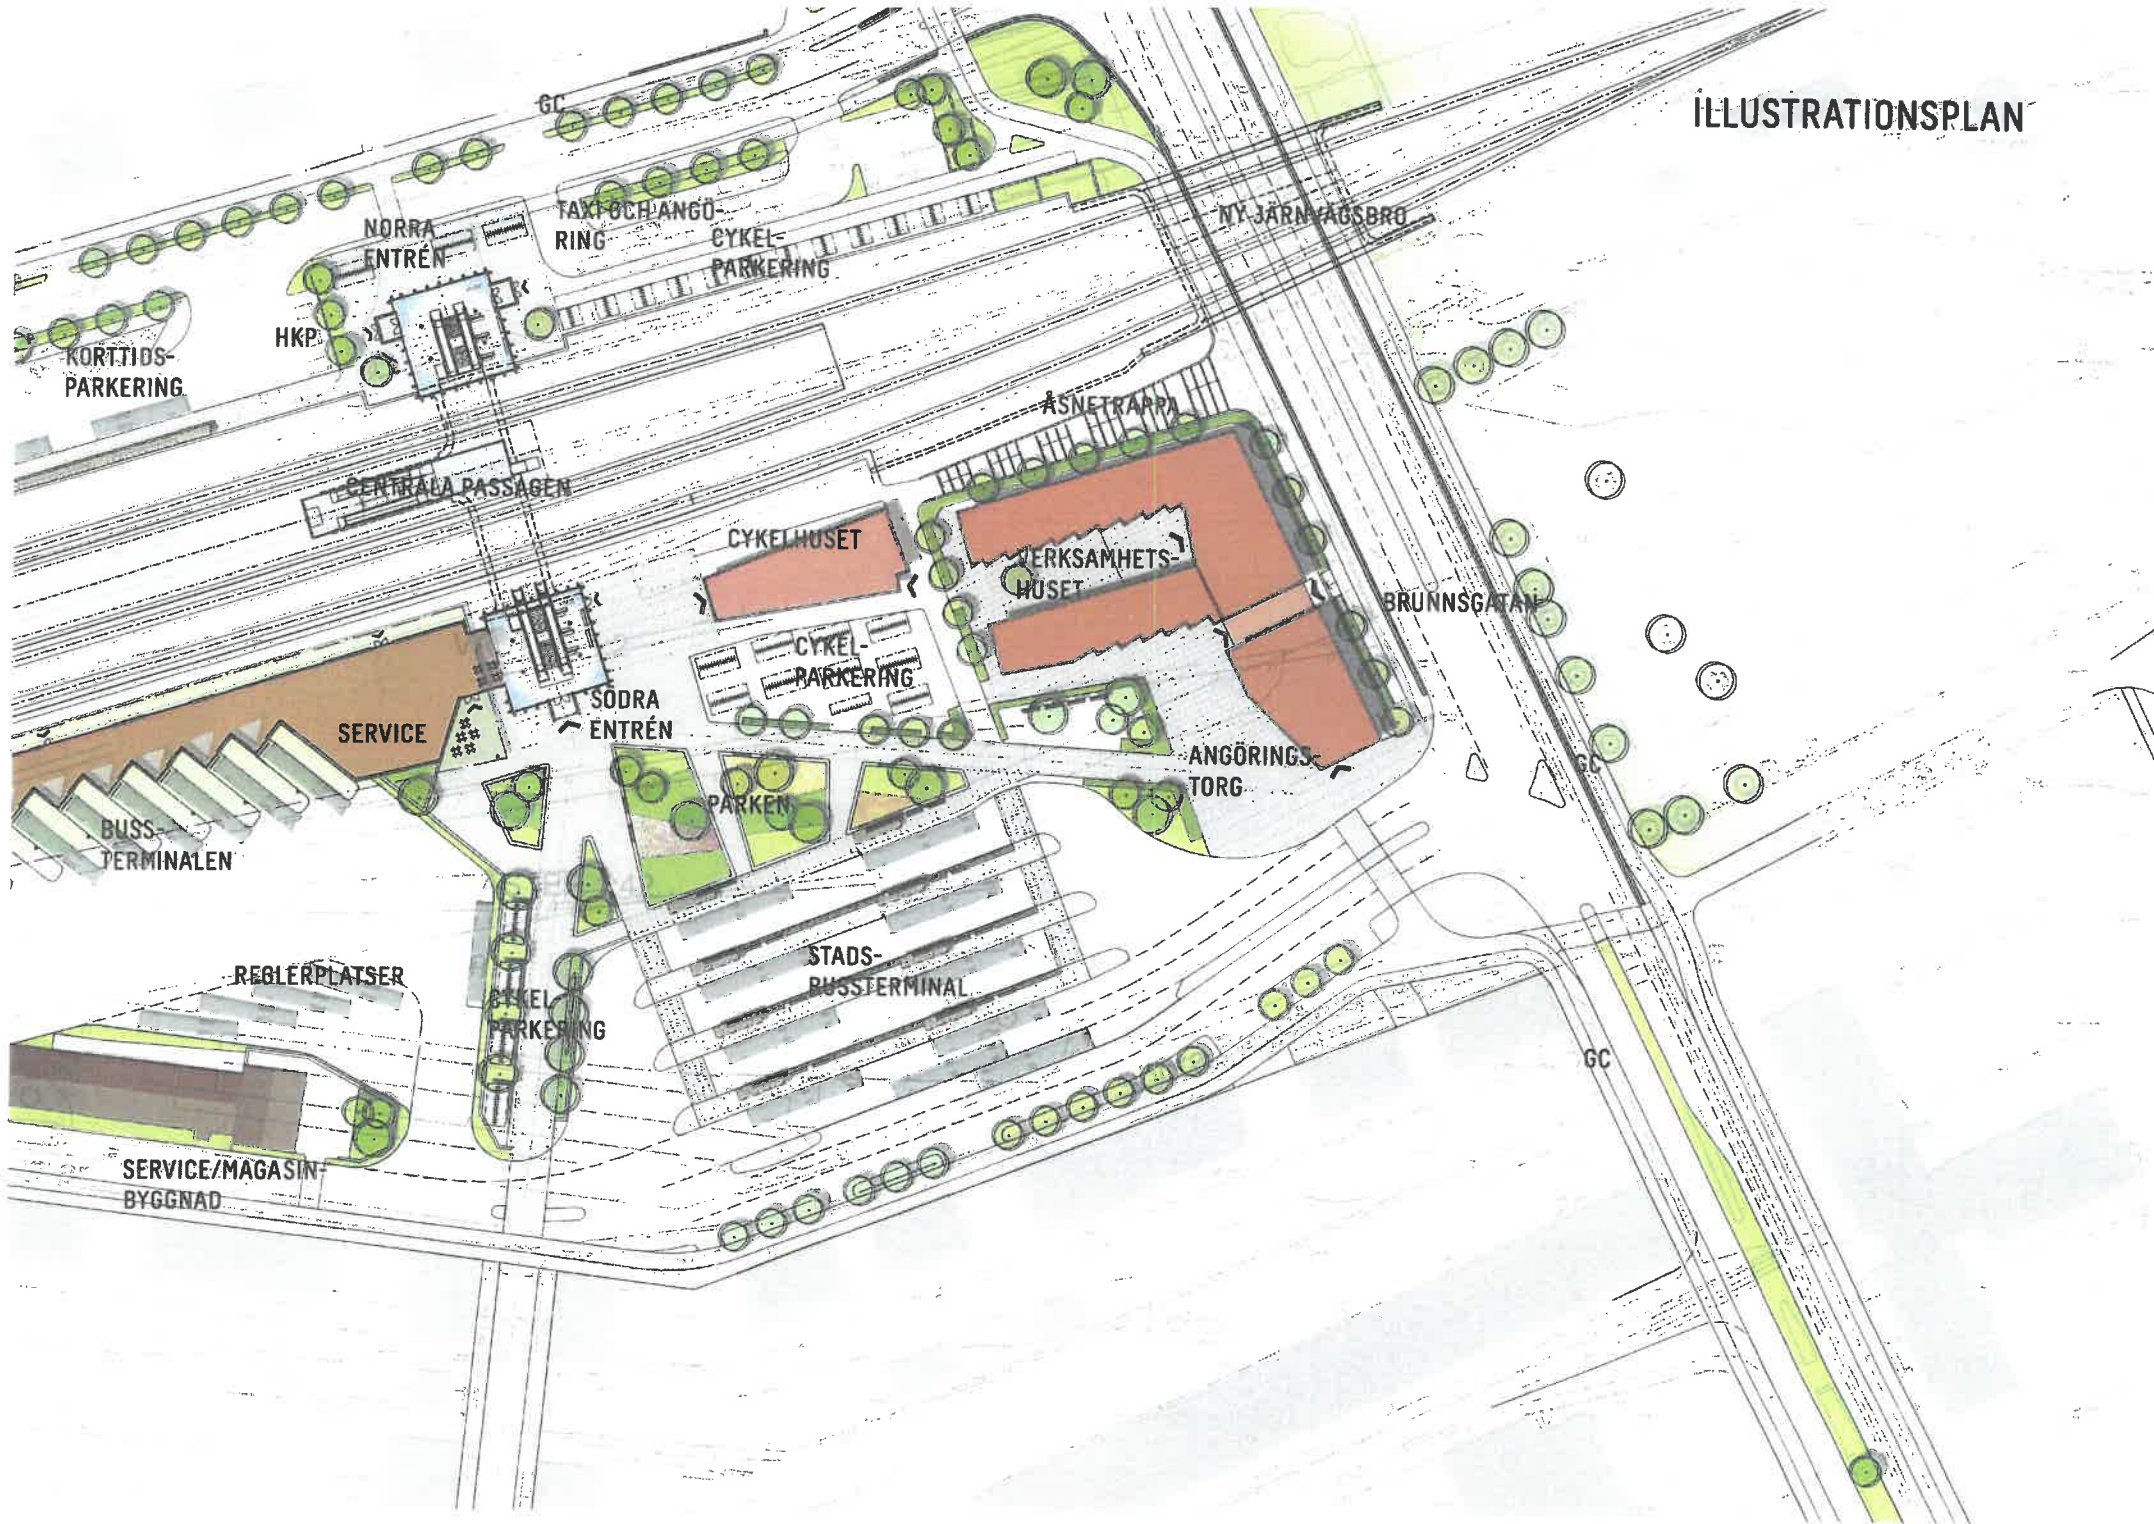 ILLUSTRATIONSPLAN
GC
NORRA
ENTRÉN
TAXI OCH ANGÖ-
RING
CYKEL-
PARKERING
NY JÄRNVÄGSBRO
HKP
KORTTIDS-
PARKERING
ÅSNETRAPPA
CENTRALA PASSAGEN
CYKELHUSET
VERKSAMHETS-
HUSET
BRUNNSGATAN
CYKEL-
PARKERING
SÖDRA
ENTRÉN
SERVICE
ANGÖRINGS-
TORG
GC
PARKEN
BUSS-
TERMINALEN
STADS-
BUSSTERMINAL
REGLERPLATSER
CYKEL-
PARKERING
GC
SERVICE/MAGASIN-
BYGGNAD